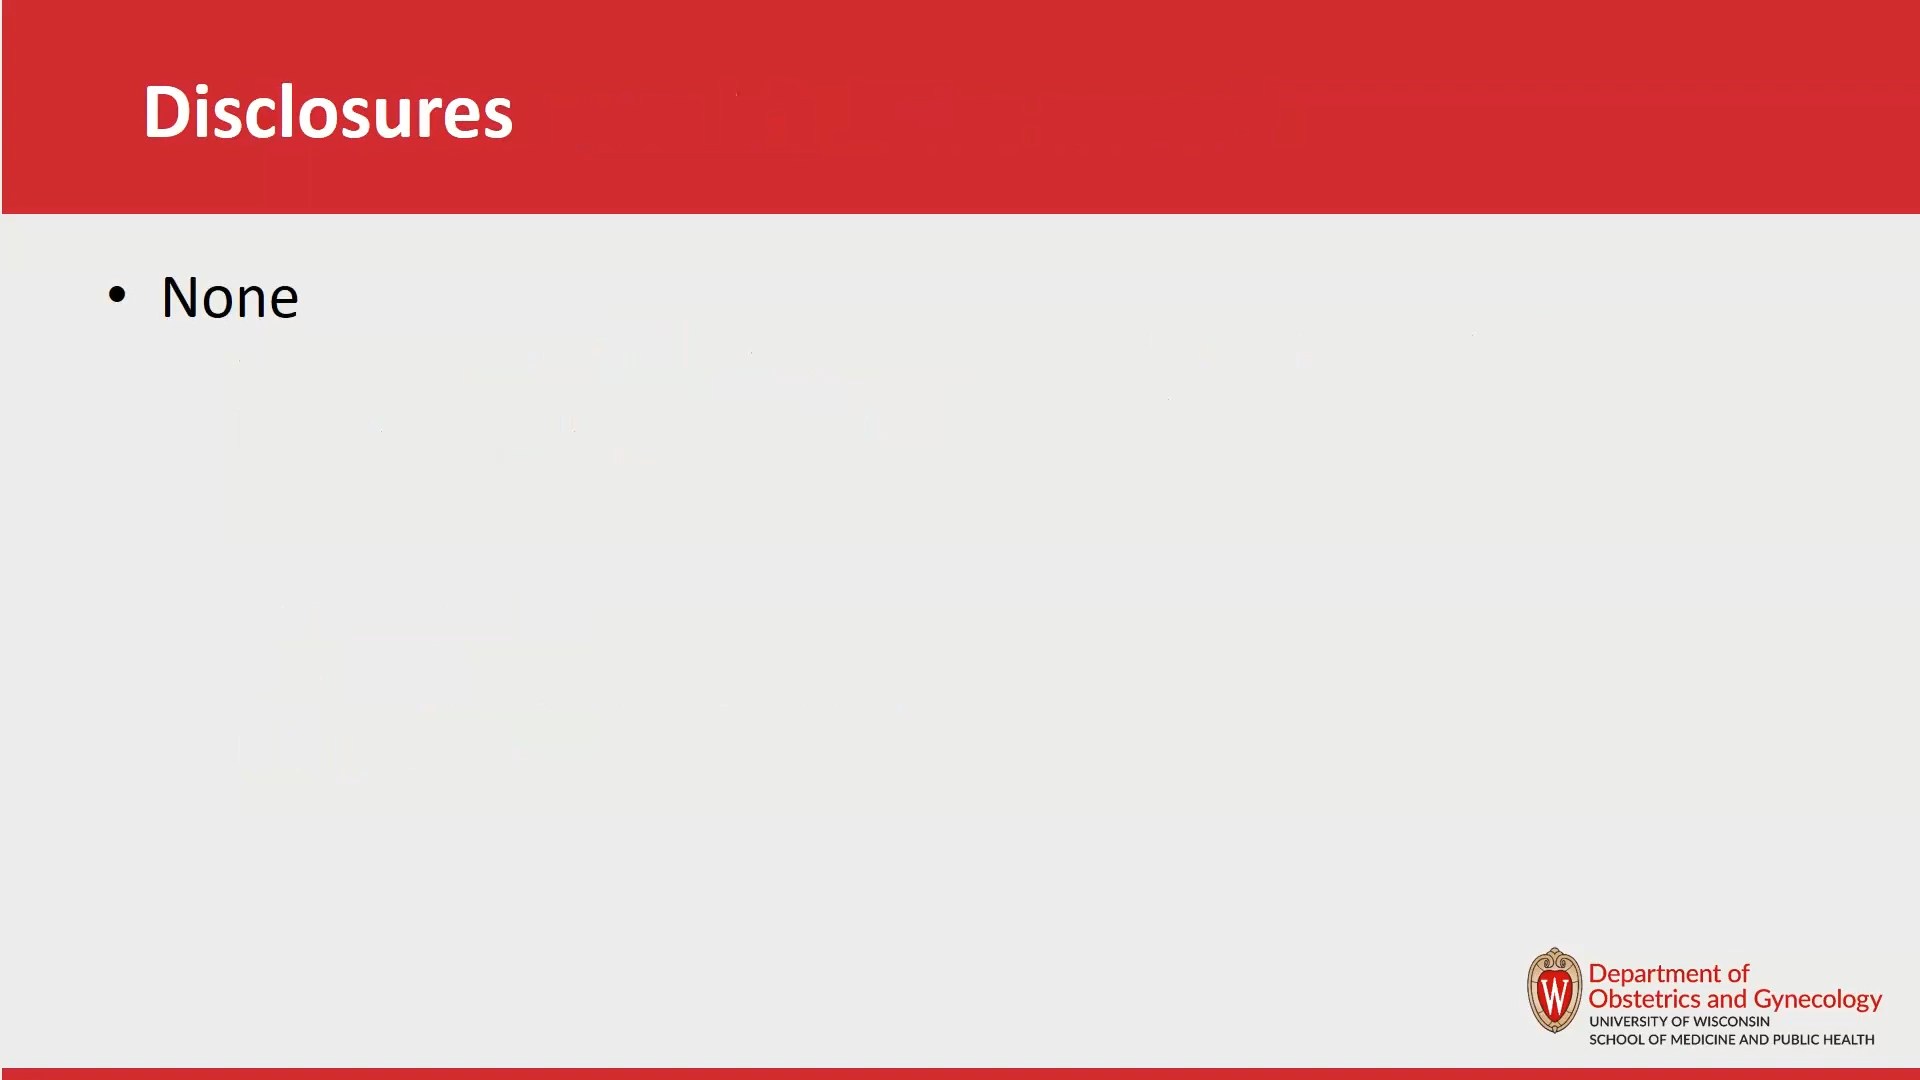 Disclosures
• None
W
Department of
Obstetrics and Gynecology
UNIVERSITY OF WISCONSIN
SCHOOL OF MEDICINE AND PUBLIC HEALTH